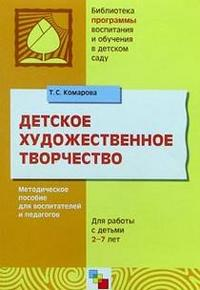 Библиотека
программы
воспитания
и обучения
в детском
саду
Т. С. Комарова
ДЕТСКОЕ
ХУДОЖЕСТВЕННОЕ
ТВОРЧЕСТВО
Методическое
пособие
для воспитателей
и педагогов
Для работы
с детьми
2–7 лет